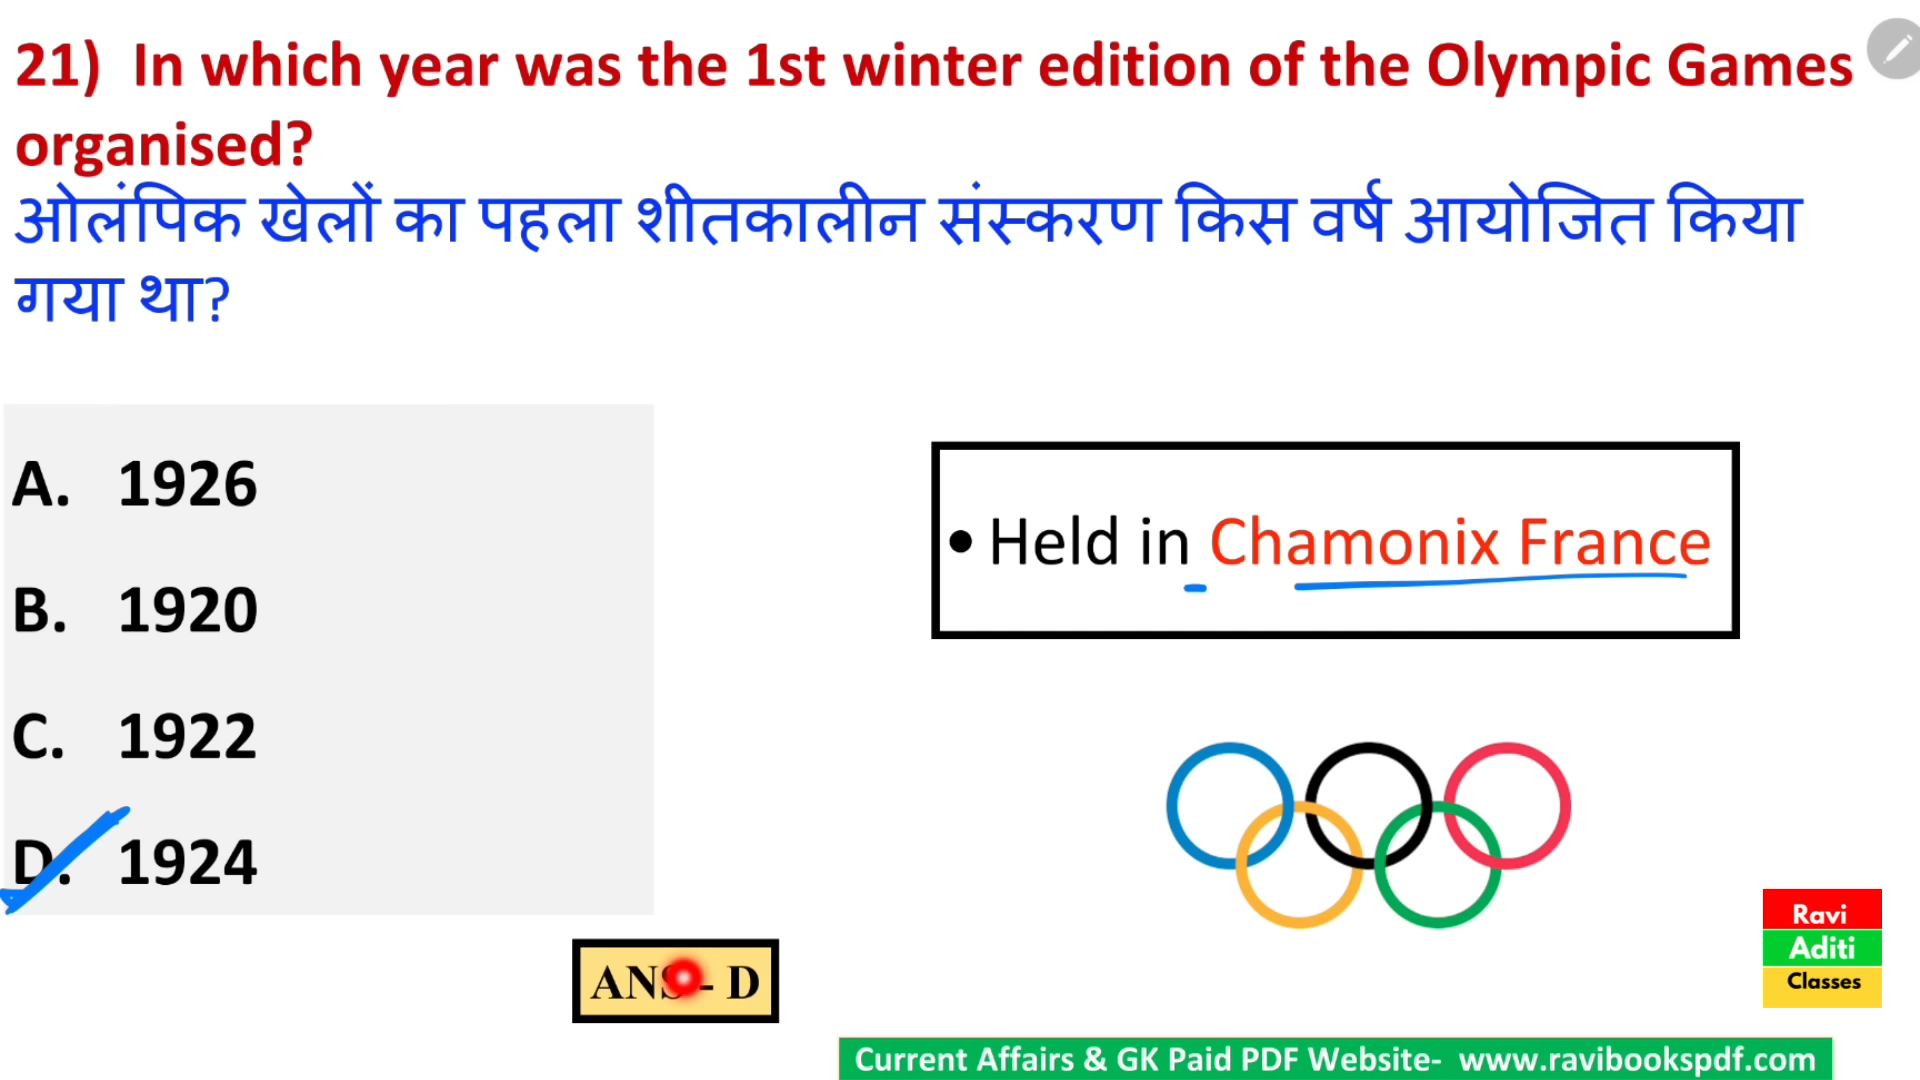 21) In which year was the 1st winter edition of the Olympic Games
organised?
ओलंपिक खेलों का पहला शीतकालीन संस्करण किस वर्ष आयोजित किया
गया था?
A. 1926
B. 1920
C. 1922
D. 1924
• Held in Chamonix France
ANS - D
Ravi
Aditi
Classes
Current Affairs & GK Paid PDF Website- www.ravibookspdf.com